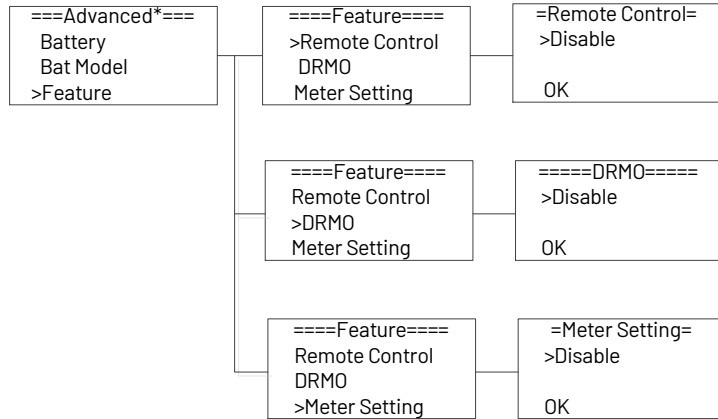 ===Advanced*===
Battery
Bat Model
>Feature
====Feature====
>Remote Control
DRMO
Meter Setting
=Remote Control=
>Disable
OK
====Feature====
Remote Control
>DRMO
Meter Setting
=====DRMO=====
>Disable
OK
====Feature====
Remote Control
DRMO
>Meter Setting
=Meter Setting=
>Disable
OK